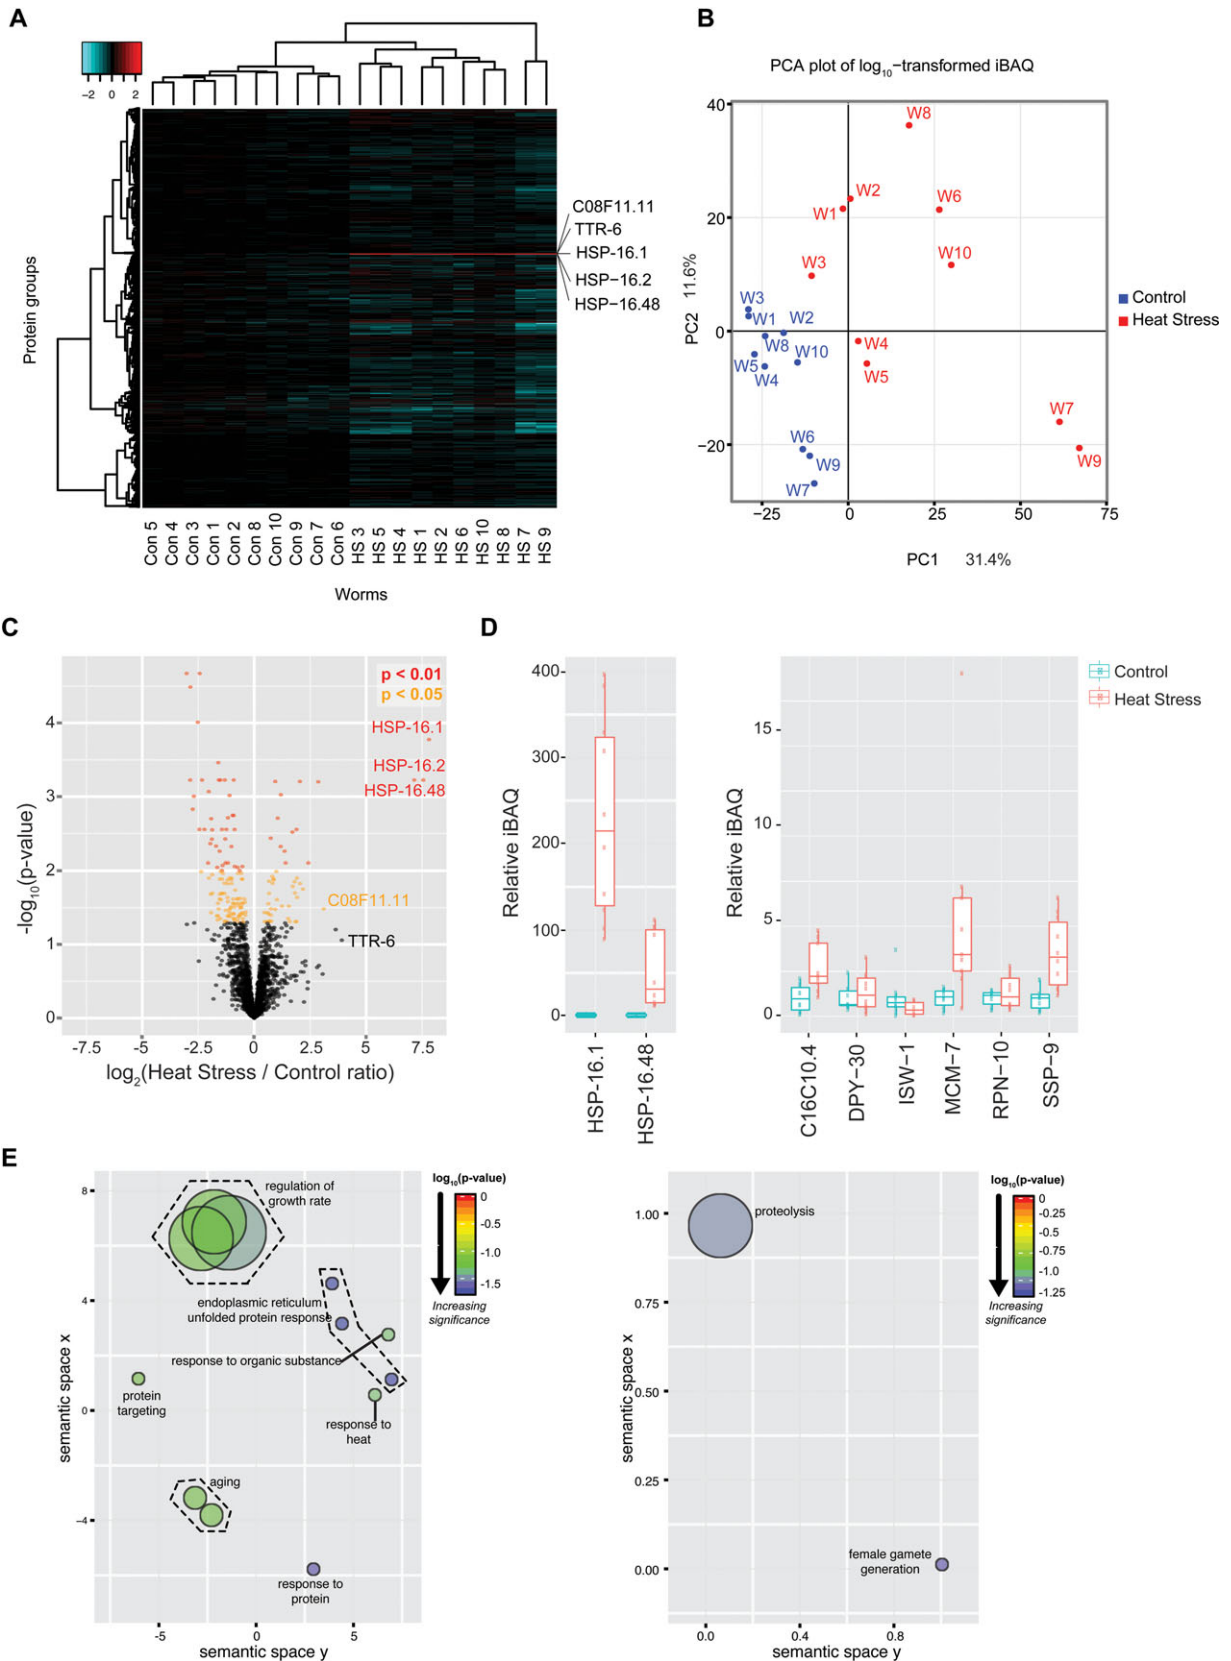 A
−2 0 2
Protein groups
C08F11.11
TTR-6
HSP-16.1
HSP−16.2
HSP−16.48
Con 5
Con 4
Con 3
Con 1
Con 2
Con 8
Con 10
Con 9
Con 7
Con 6
HS 3
HS 5
HS 4
HS 1
HS 2
HS 6
HS 10
HS 8
HS 7
HS 9
Worms
B
PCA plot of log10−transformed iBAQ
40
20
0
−20
PC2 11.6%
W8
W2
W1
W6
W10
W3
W3
W1
W2
W8
W10
W5
W4
W4
W5
W6
W9
W7
W7
W9
−25 0 25 50 75
PC1 31.4%
Control
Heat Stress
C
-log10(p-value)
4
3
2
1
0
p < 0.01
p < 0.05
HSP-16.1
HSP-16.2
HSP-16.48
C08F11.11
TTR-6
-7.5 -5 -2.5 0 2.5 5 7.5
log2(Heat Stress / Control ratio)
D
Relative iBAQ
400
300
200
100
0
HSP−16.1
HSP−16.48
Relative iBAQ
15
10
5
0
C16C10.4
DPY−30
ISW−1
MCM−7
RPN−10
SSP−9
Control
Heat Stress
E
semantic space x
8
4
0
−4
regulation of
growth rate
endoplasmic reticulum
unfolded protein response
response to organic substance
protein
targeting
response to
heat
aging
response to
protein
-5 0 5
semantic space y
log10(p-value)
0
-0.5
-1.0
-1.5
Increasing
significance
semantic space x
1.00
0.75
0.50
0.25
0.00
proteolysis
female gamete
generation
0.0 0.4 0.8
semantic space y
log10(p-value)
0
-0.25
-0.5
-0.75
-1.0
-1.25
Increasing
significance